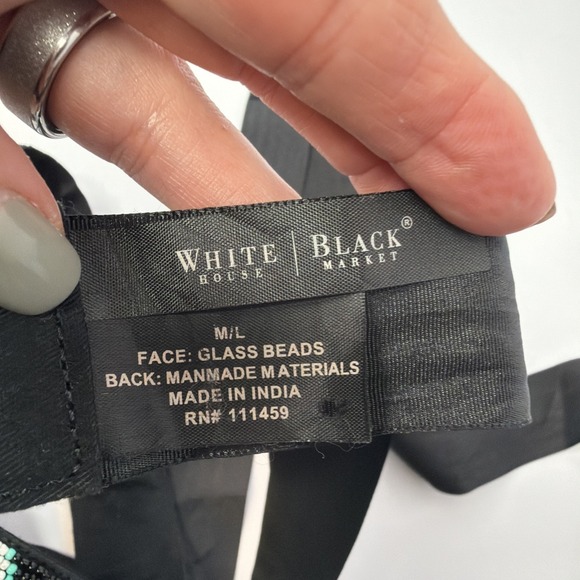 WHITE HOUSE | BLACK MARKET®
M/L
FACE: GLASS BEADS
BACK: MANMADE MATERIALS
MADE IN INDIA
RN# 111459